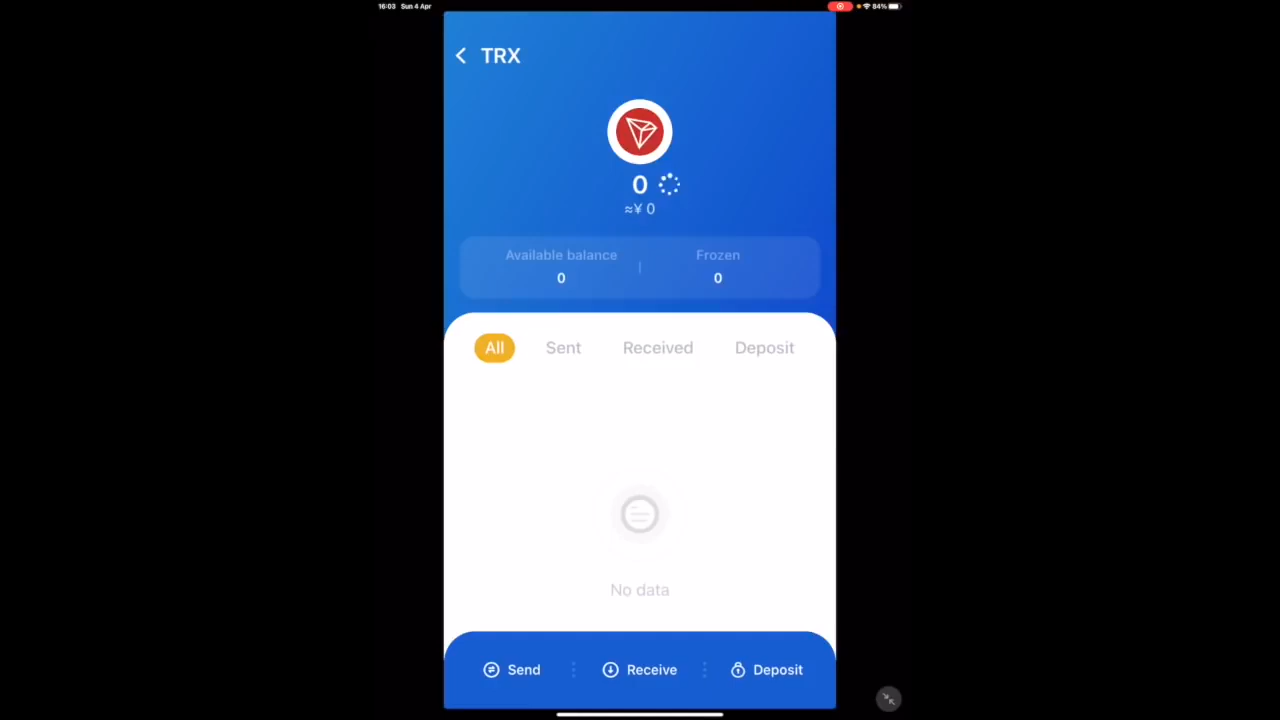 16:03 Sun 4 Apr
84%
TRX
0
≈¥ 0
Available balance
Frozen
0
0
All
Sent
Received
Deposit
No data
Send
Receive
Deposit